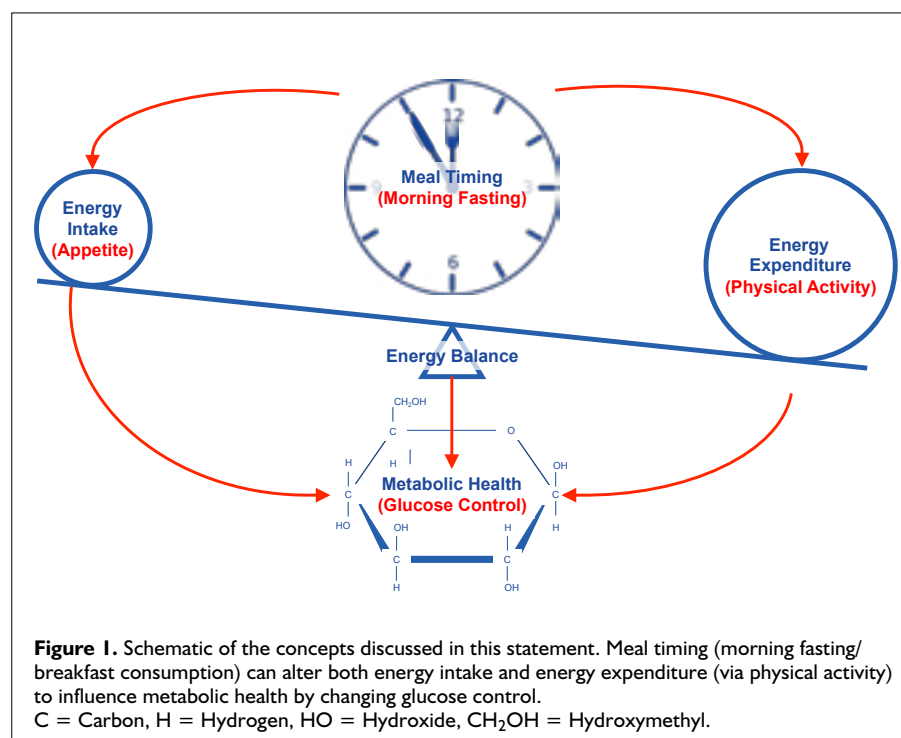 12
Meal Timing
(Morning Fasting)
9
3
6
Energy
Intake
(Appetite)
Energy
Expenditure
(Physical Activity)
Energy Balance
CH₂OH
C
O
H
H
OH
Metabolic Health
C
(Glucose Control)
C
HO
OH
H
H
C
C
H
OH
Figure 1. Schematic of the concepts discussed in this statement. Meal timing (morning fasting/
breakfast consumption) can alter both energy intake and energy expenditure (via physical activity)
to influence metabolic health by changing glucose control.
C = Carbon, H = Hydrogen, HO = Hydroxide, CH₂OH = Hydroxymethyl.